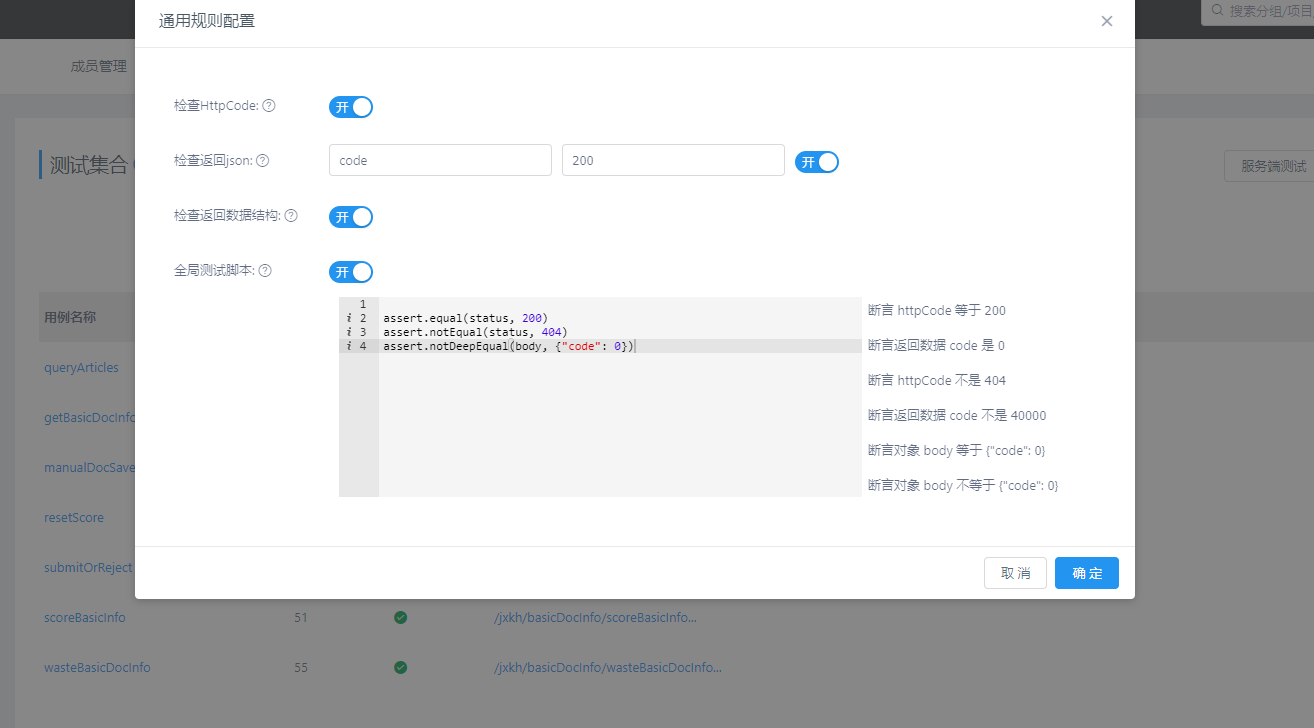 通用规则配置
搜索分组/项目
成员管理
检查HttpCode:
开
检查返回json:
code
200
开
测试集合
服务端测试
检查返回数据结构:
开
全局测试脚本:
开
1
i 2 assert.equal(status, 200)
i 3 assert.notEqual(status, 404)
i 4 assert.notDeepEqual(body, {"code": 0})
断言 httpCode 等于 200
断言返回数据 code 是 0
断言 httpCode 不是 404
断言返回数据 code 不是 40000
断言对象 body 等于 {"code": 0}
断言对象 body 不等于 {"code": 0}
用例名称
queryArticles
getBasicDocInfo
manualDocSave
resetScore
submitOrReject
取 消
确 定
scoreBasicInfo 51 /jxkh/basicDocInfo/scoreBasicInfo...
wasteBasicDocInfo 55 /jxkh/basicDocInfo/wasteBasicDocInfo...